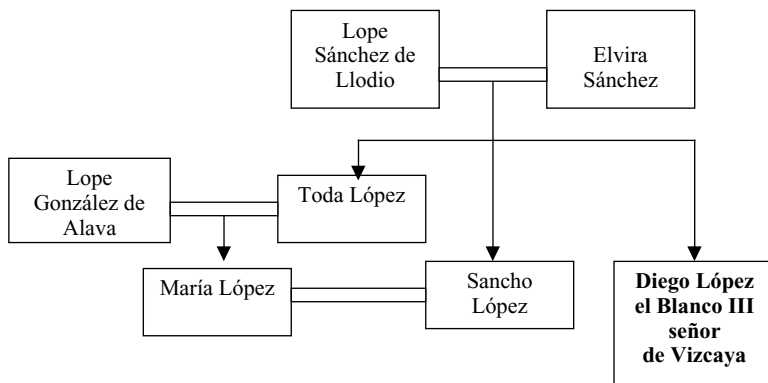 Lope
Sánchez de
Llodio
Elvira
Sánchez
Lope
González de
Alava
Toda López
María López
Sancho
López
Diego López
el Blanco III
señor
de Vizcaya